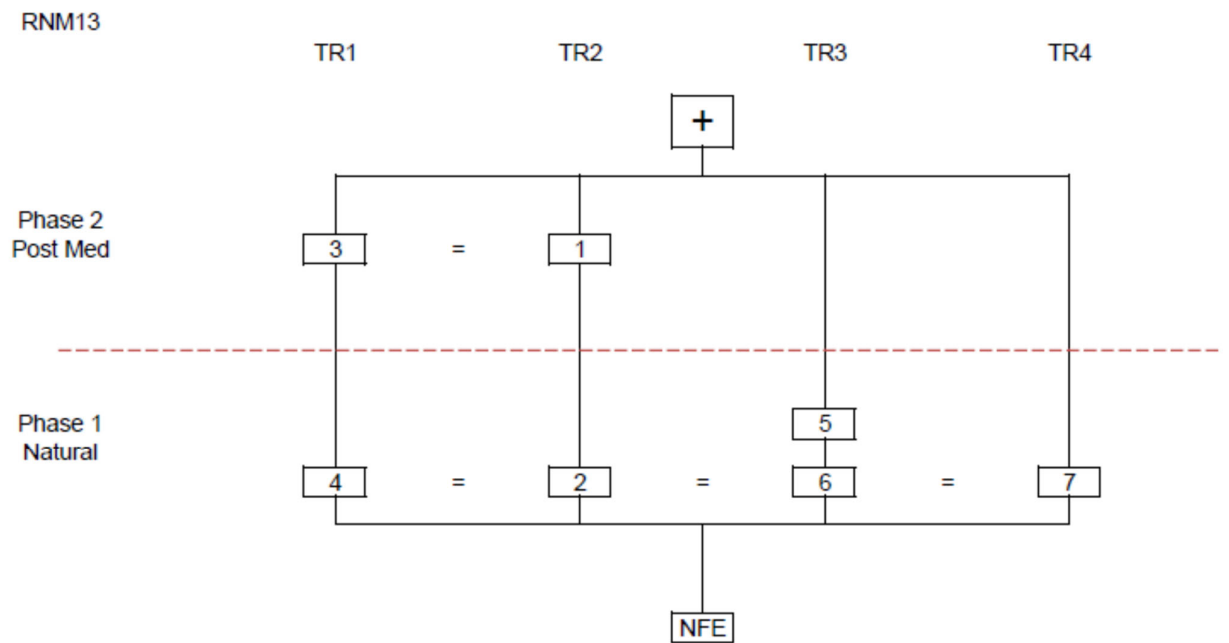 RNM13
TR1 TR2 TR3 TR4
+
Phase 2
Post Med
3 = 1
Phase 1
Natural
5
4 = 2 = 6 = 7
NFE